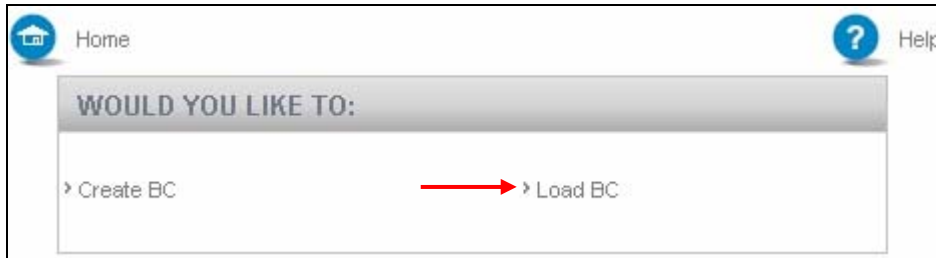 Home
? Help
WOULD YOU LIKE TO:
> Create BC
> Load BC